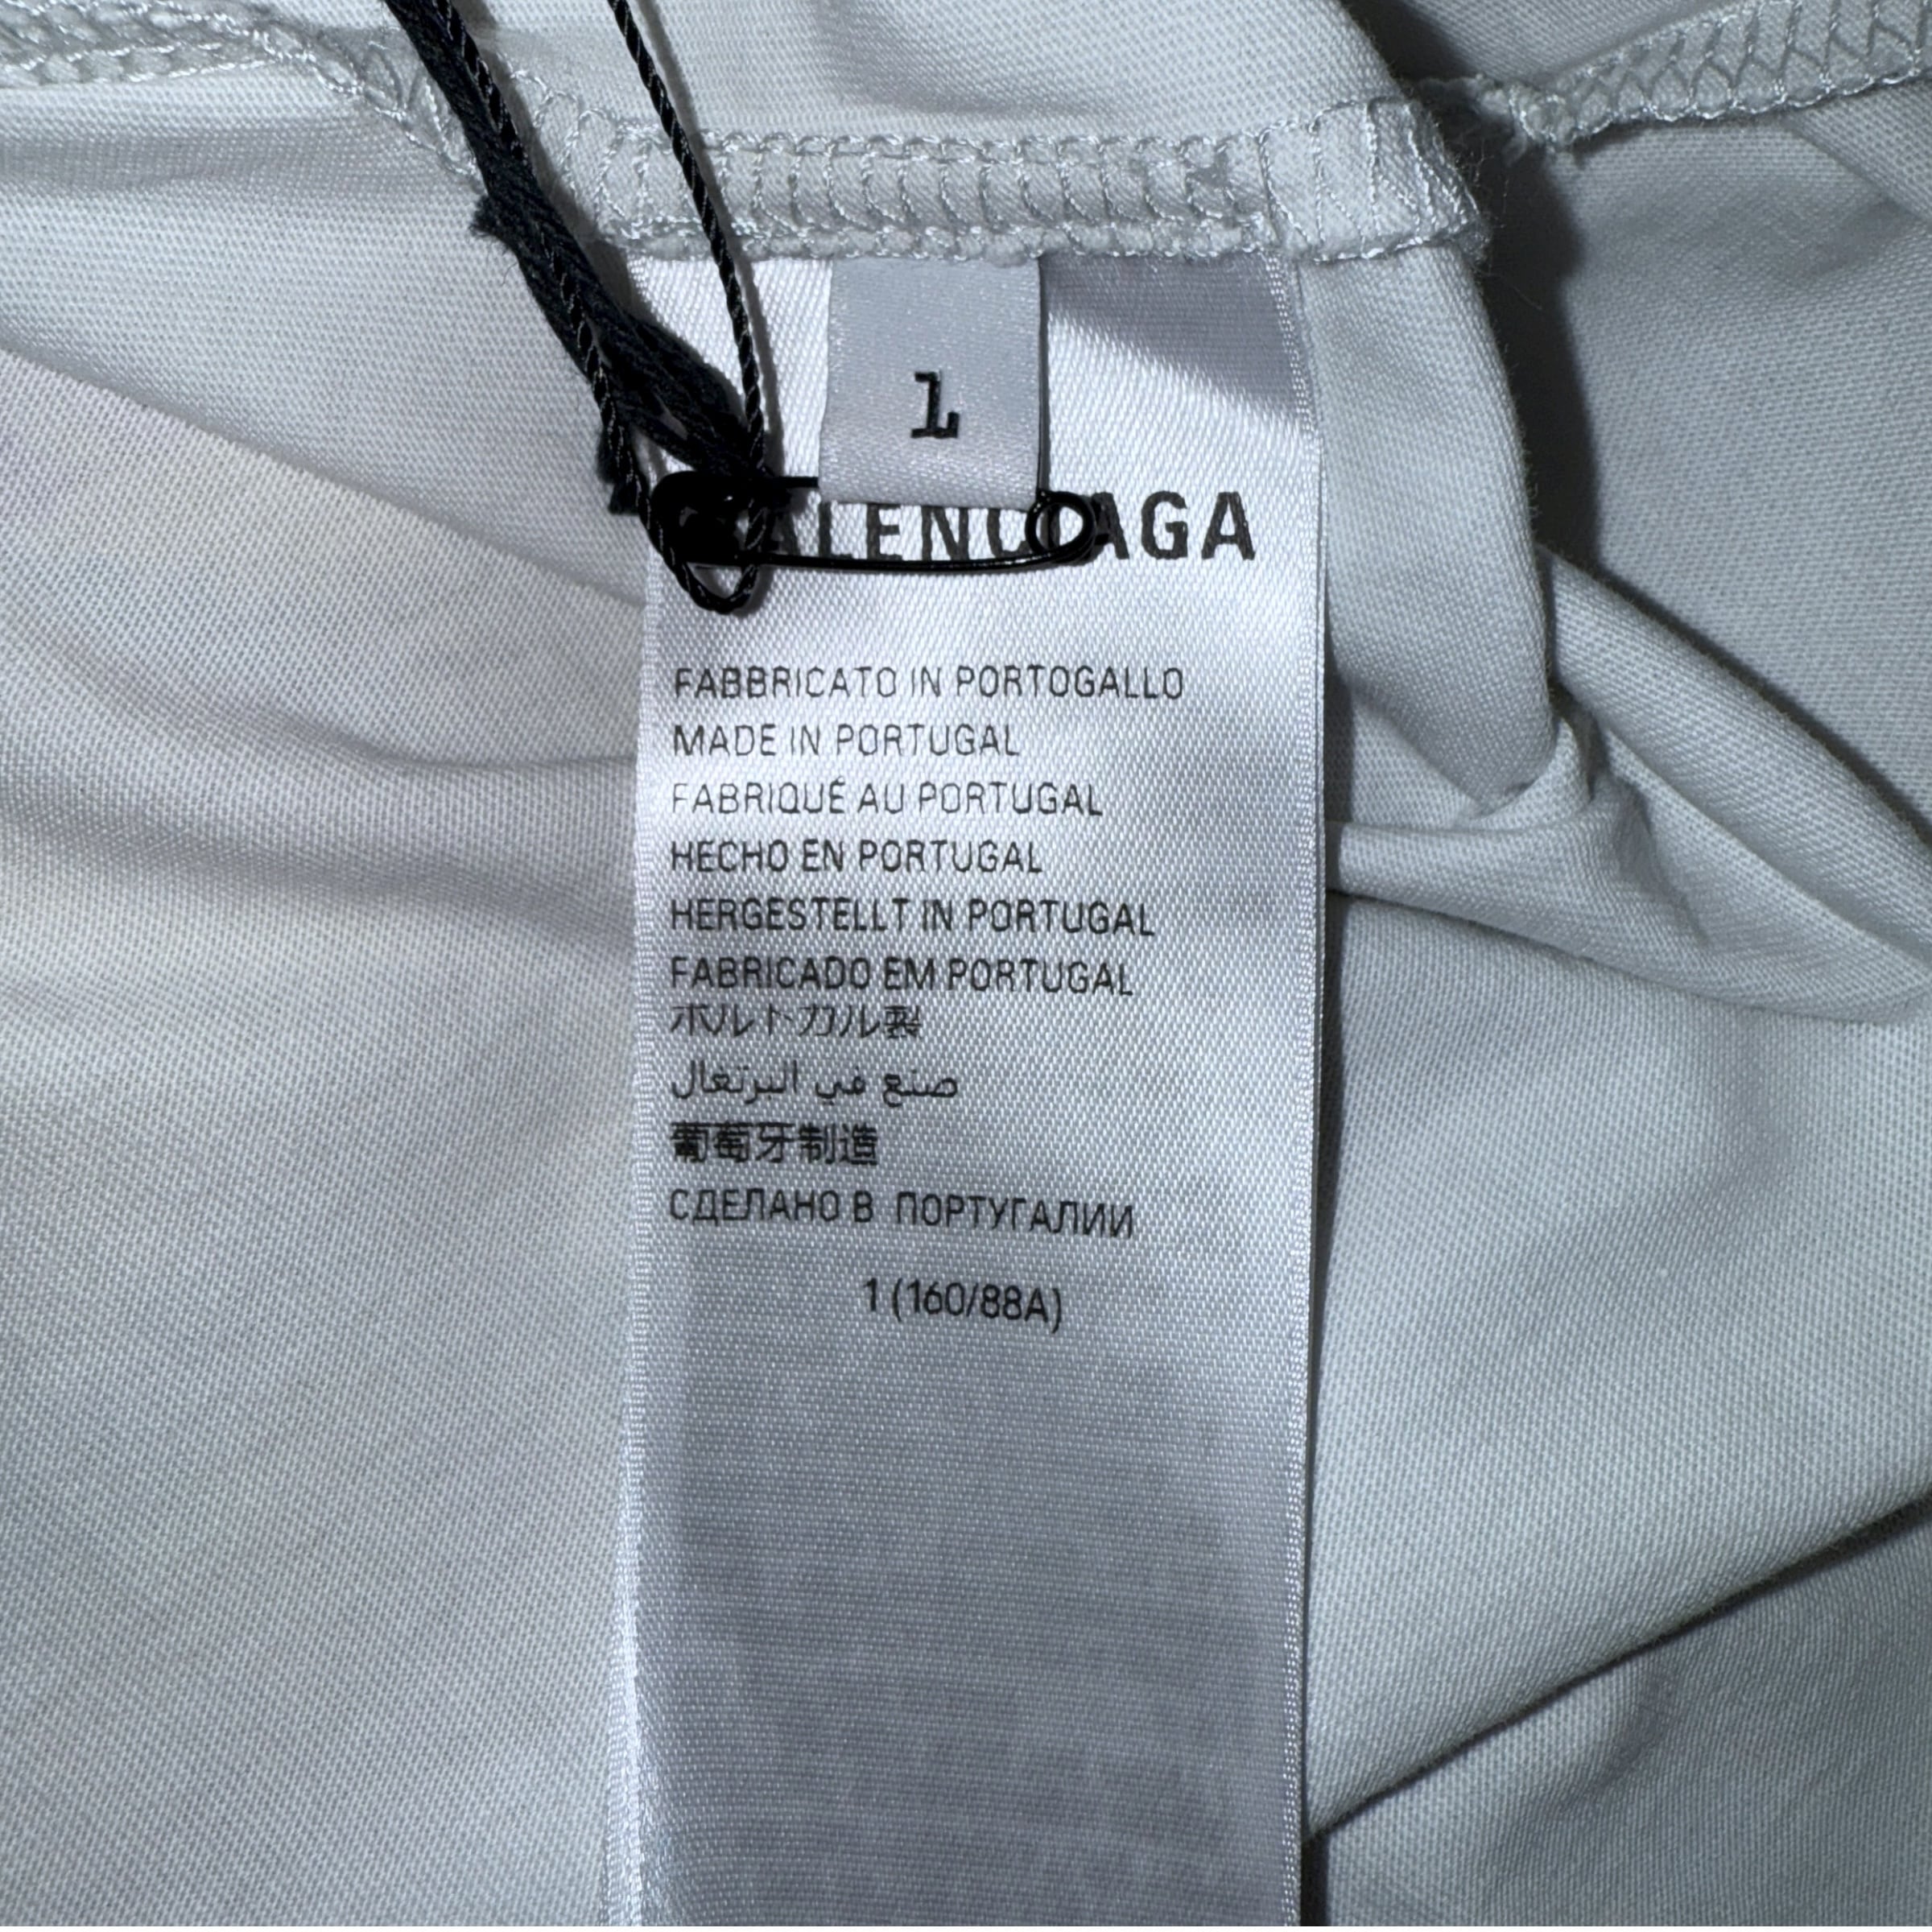 1
BALENCIAGA
FABBRICATO IN PORTOGALLO
MADE IN PORTUGAL
FABRIQUÉ AU PORTUGAL
HECHO EN PORTUGAL
HERGESTELLT IN PORTUGAL
FABRICADO EM PORTUGAL
ポルトガル製
صنع في البرتغال
葡萄牙制造
СДЕЛАНО В ПОРТУГАЛИИ
1 (160/88A)